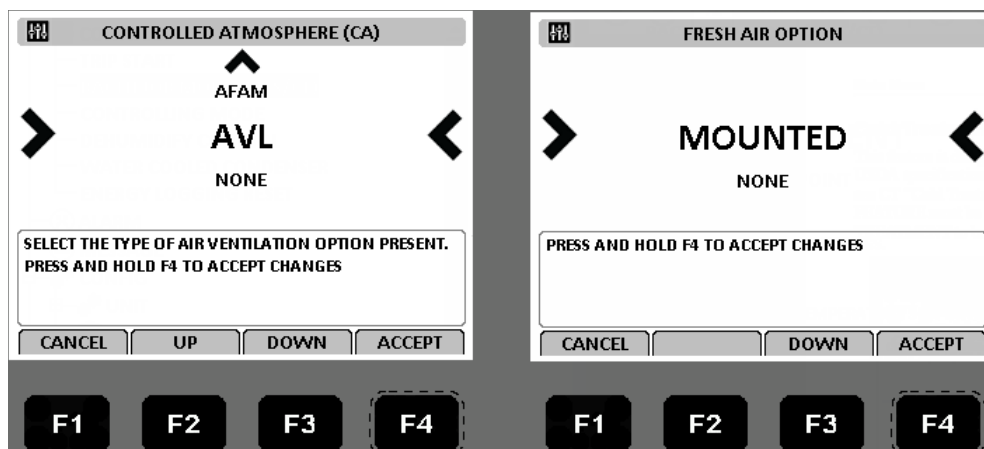 CONTROLLED ATMOSPHERE (CA)
AFAM
AVL
NONE
SELECT THE TYPE OF AIR VENTILATION OPTION PRESENT.
PRESS AND HOLD F4 TO ACCEPT CHANGES
CANCEL UP DOWN ACCEPT
F1 F2 F3 F4
FRESH AIR OPTION
MOUNTED
NONE
PRESS AND HOLD F4 TO ACCEPT CHANGES
CANCEL DOWN ACCEPT
F1 F2 F3 F4